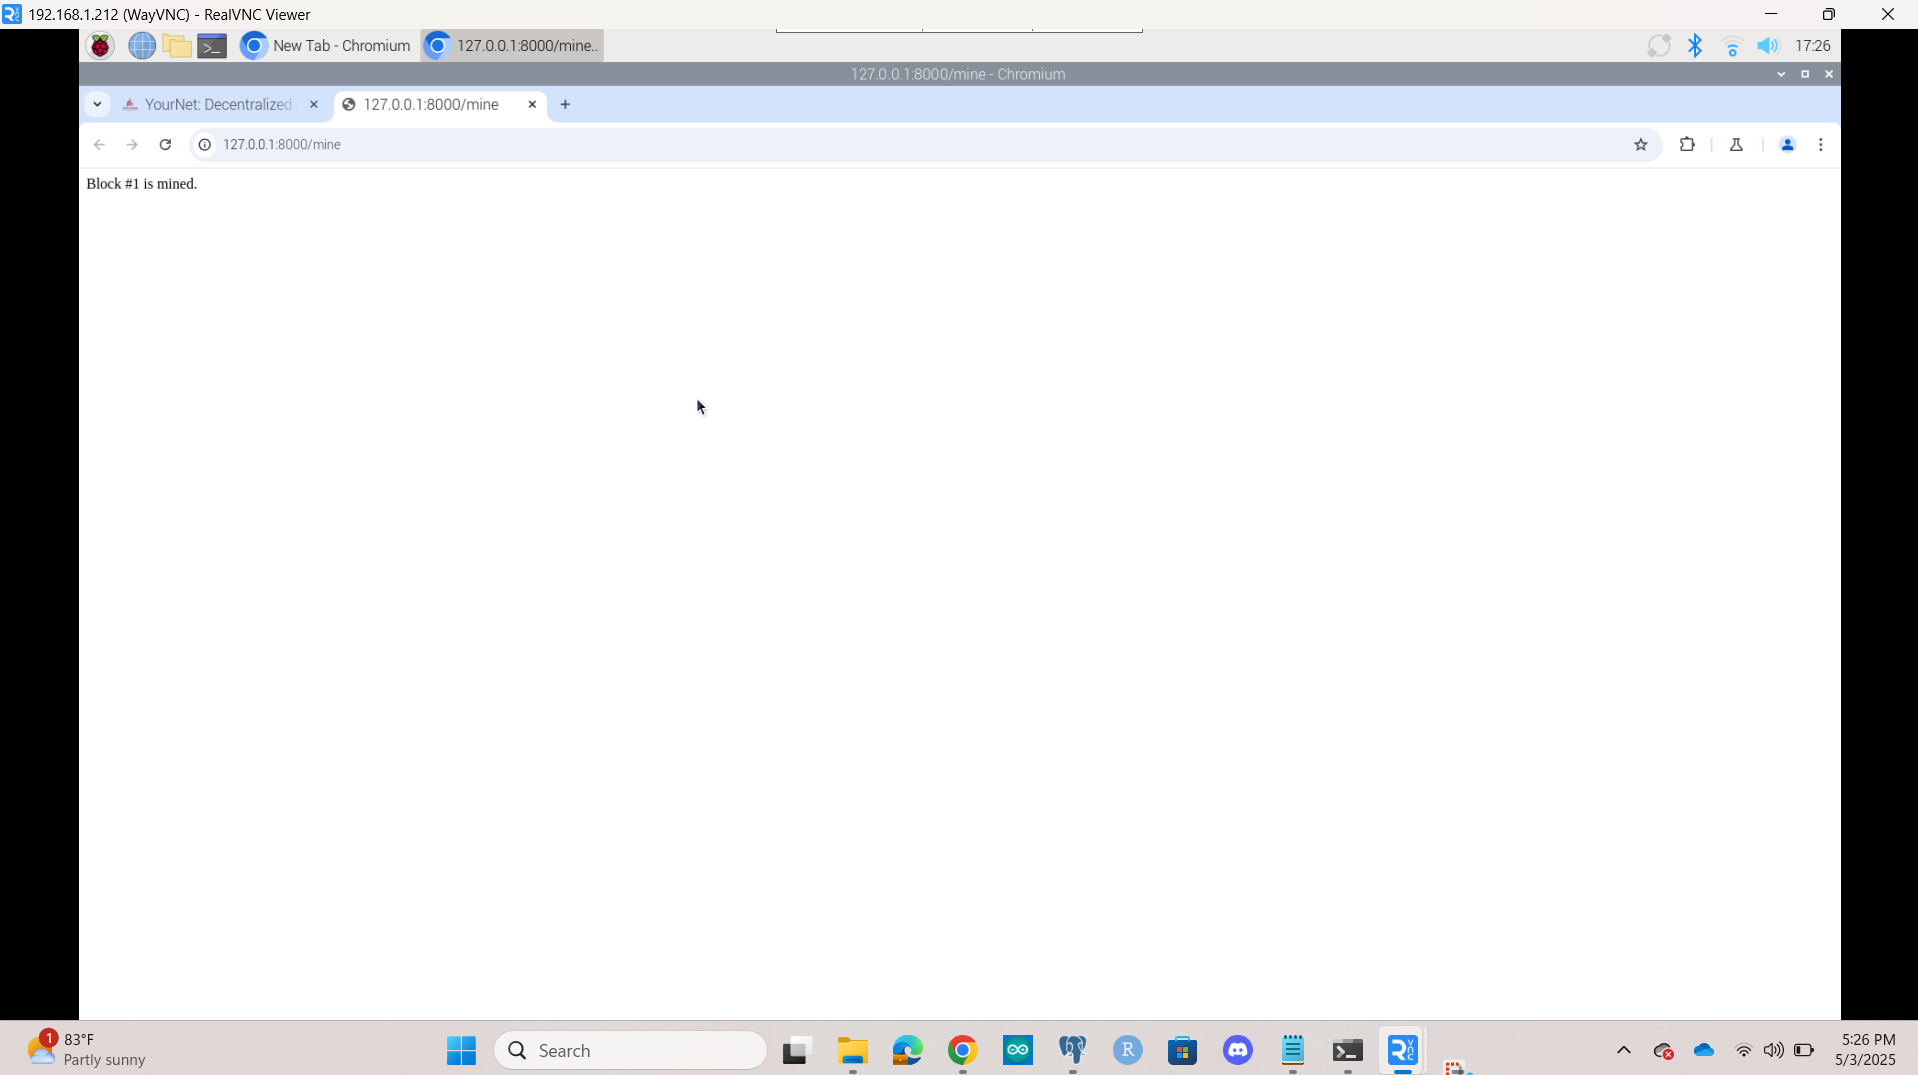 192.168.1.212 (WayVNC) - RealVNC Viewer
New Tab - Chromium
127.0.0.1:8000/mine..
17:26
127.0.0.1:8000/mine - Chromium
YourNet: Decentralized
127.0.0.1:8000/mine
127.0.0.1:8000/mine
Block #1 is mined.
1
83°F
Partly sunny
Search
R
5:26 PM
5/3/2025